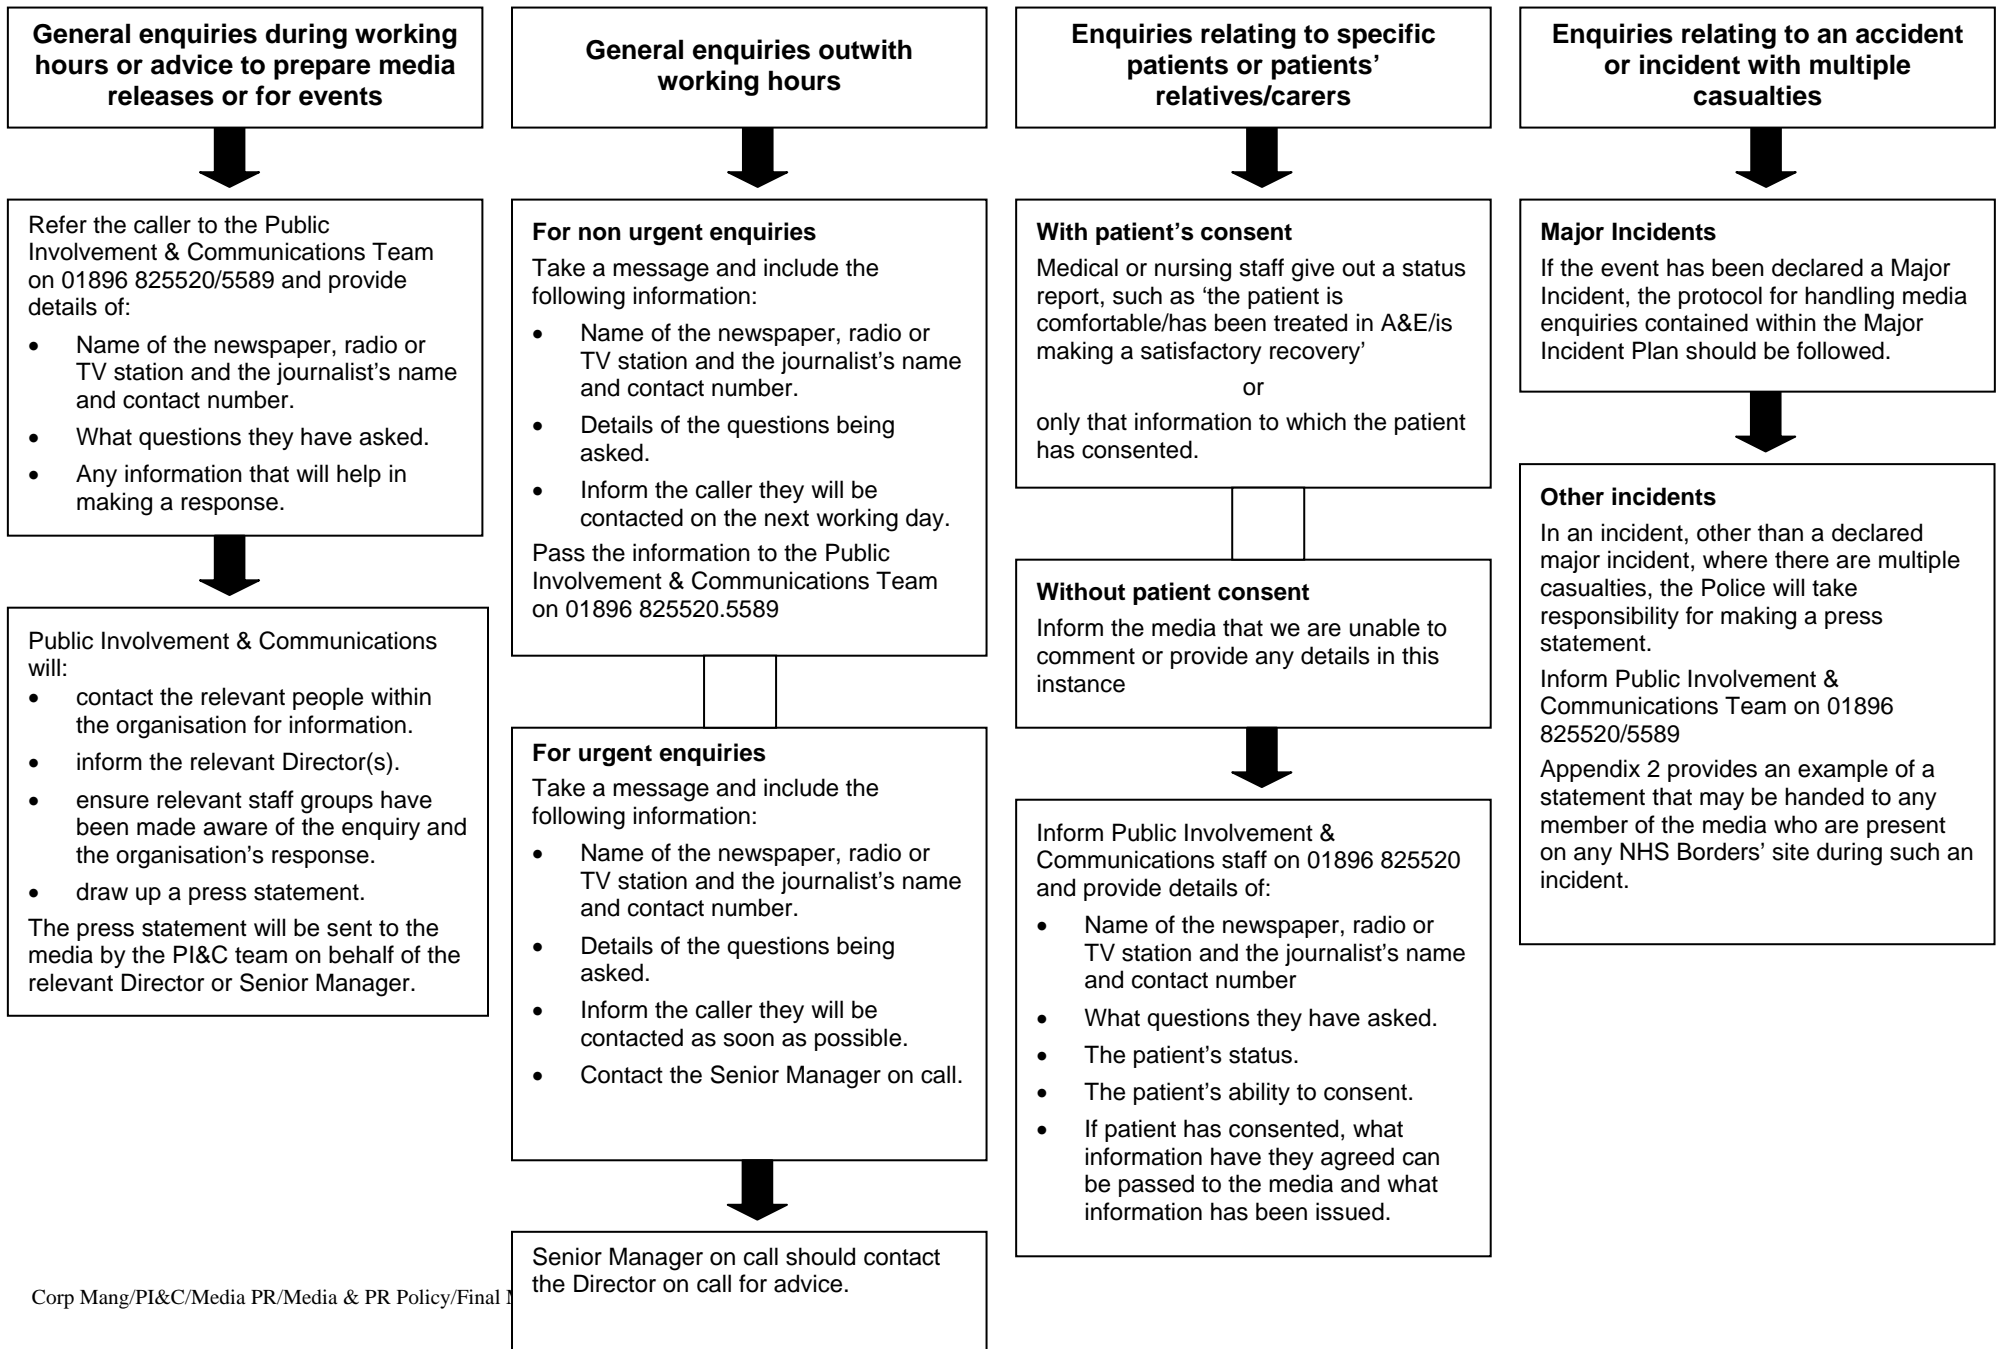 General enquiries during working
hours or advice to prepare media
releases or for events
Refer the caller to the Public
Involvement & Communications Team
on 01896 825520/5589 and provide
details of:
• Name of the newspaper, radio or
TV station and the journalist’s name
and contact number.
• What questions they have asked.
• Any information that will help in
making a response.
Public Involvement & Communications
will:
• contact the relevant people within
the organisation for information.
• inform the relevant Director(s).
• ensure relevant staff groups have
been made aware of the enquiry and
the organisation’s response.
• draw up a press statement.
The press statement will be sent to the
media by the PI&C team on behalf of the
relevant Director or Senior Manager.
General enquiries outwith
working hours
For non urgent enquiries
Take a message and include the
following information:
• Name of the newspaper, radio or
TV station and the journalist’s name
and contact number.
• Details of the questions being
asked.
• Inform the caller they will be
contacted on the next working day.
Pass the information to the Public
Involvement & Communications Team
on 01896 825520.5589
For urgent enquiries
Take a message and include the
following information:
• Name of the newspaper, radio or
TV station and the journalist’s name
and contact number.
• Details of the questions being
asked.
• Inform the caller they will be
contacted as soon as possible.
• Contact the Senior Manager on call.
Senior Manager on call should contact
the Director on call for advice.
Enquiries relating to specific
patients or patients’
relatives/carers
With patient’s consent
Medical or nursing staff give out a status
report, such as ‘the patient is
comfortable/has been treated in A&E/is
making a satisfactory recovery’
or
only that information to which the patient
has consented.
Without patient consent
Inform the media that we are unable to
comment or provide any details in this
instance
Inform Public Involvement &
Communications staff on 01896 825520
and provide details of:
• Name of the newspaper, radio or
TV station and the journalist’s name
and contact number
• What questions they have asked.
• The patient’s status.
• The patient’s ability to consent.
• If patient has consented, what
information have they agreed can
be passed to the media and what
information has been issued.
Enquiries relating to an accident
or incident with multiple
casualties
Major Incidents
If the event has been declared a Major
Incident, the protocol for handling media
enquiries contained within the Major
Incident Plan should be followed.
Other incidents
In an incident, other than a declared
major incident, where there are multiple
casualties, the Police will take
responsibility for making a press
statement.
Inform Public Involvement &
Communications Team on 01896
825520/5589
Appendix 2 provides an example of a
statement that may be handed to any
member of the media who are present
on any NHS Borders’ site during such an
incident.
Corp Mang/PI&C/Media PR/Media & PR Policy/Final